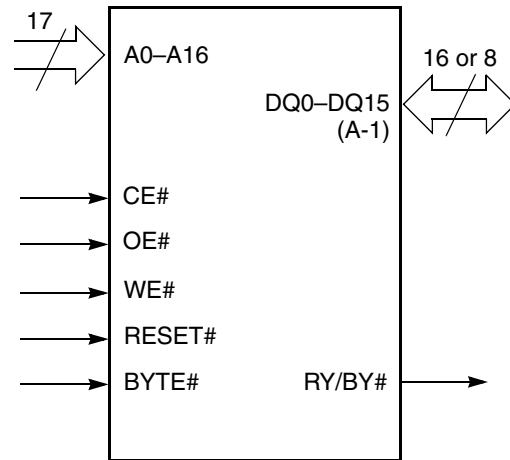 17
A0–A16
16 or 8
DQ0–DQ15
(A-1)
CE#
OE#
WE#
RESET#
BYTE#
RY/BY#